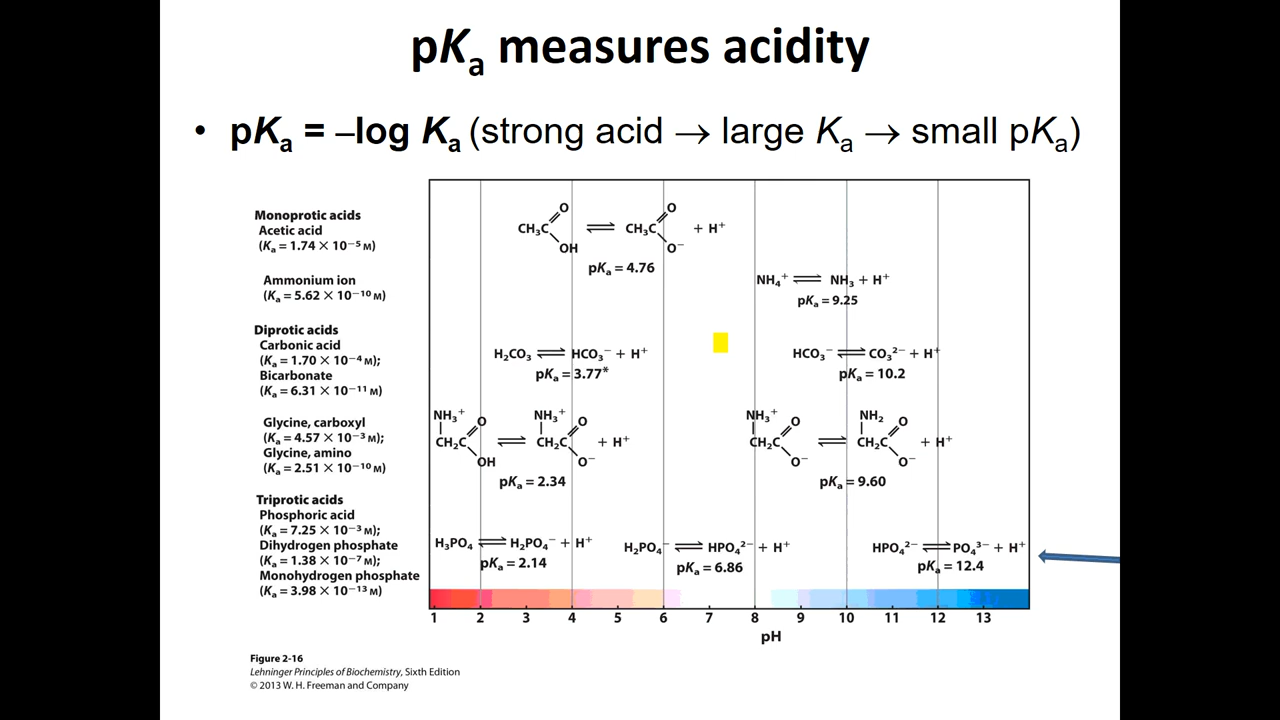 pKa measures acidity
• pKa = –log Ka (strong acid → large Ka → small pKa)
Monoprotic acids
Acetic acid
(Ka = 1.74 × 10⁻⁵ M)
CH₃C O OH ⇌ CH₃C O O⁻ + H⁺
pKa = 4.76
Ammonium ion
(Ka = 5.62 × 10⁻¹⁰ M)
NH₄⁺ ⇌ NH₃ + H⁺
pKa = 9.25
Diprotic acids
Carbonic acid
(Ka = 1.70 × 10⁻⁴ M);
Bicarbonate
(Ka = 6.31 × 10⁻¹¹ M)
H₂CO₃ ⇌ HCO₃⁻ + H⁺
pKa = 3.77*
HCO₃⁻ ⇌ CO₃²⁻ + H⁺
pKa = 10.2
Glycine, carboxyl
(Ka = 4.57 × 10⁻³ M);
Glycine, amino
(Ka = 2.51 × 10⁻¹⁰ M)
NH₃⁺ CH₂C O OH ⇌ NH₃⁺ CH₂C O O⁻ + H⁺
pKa = 2.34
NH₃⁺ CH₂C O O⁻ ⇌ NH₂ CH₂C O O⁻ + H⁺
pKa = 9.60
Triprotic acids
Phosphoric acid
(Ka = 7.25 × 10⁻³ M);
Dihydrogen phosphate
(Ka = 1.38 × 10⁻⁷ M);
Monohydrogen phosphate
(Ka = 3.98 × 10⁻¹³ M)
H₃PO₄ ⇌ H₂PO₄⁻ + H⁺
pKa = 2.14
H₂PO₄⁻ ⇌ HPO₄²⁻ + H⁺
pKa = 6.86
HPO₄²⁻ ⇌ PO₄³⁻ + H⁺
pKa = 12.4
1 2 3 4 5 6 7 8 9 10 11 12 13
pH
Figure 2-16
Lehninger Principles of Biochemistry, Sixth Edition
© 2013 W. H. Freeman and Company